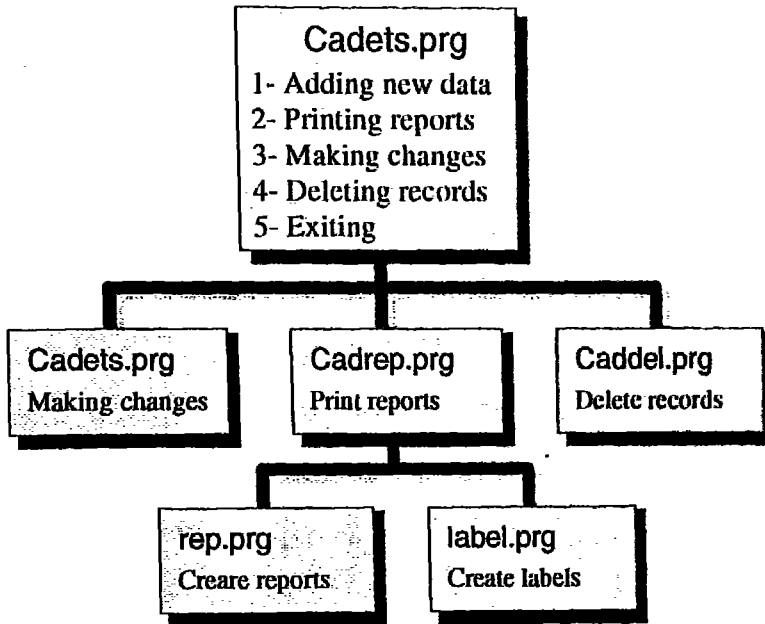 Cadets.prg
1- Adding new data
2- Printing reports
3- Making changes
4- Deleting records
5- Exiting
Cadets.prg
Making changes
Cadrep.prg
Print reports
Caddel.prg
Delete records
rep.prg
Creare reports
label.prg
Create labels